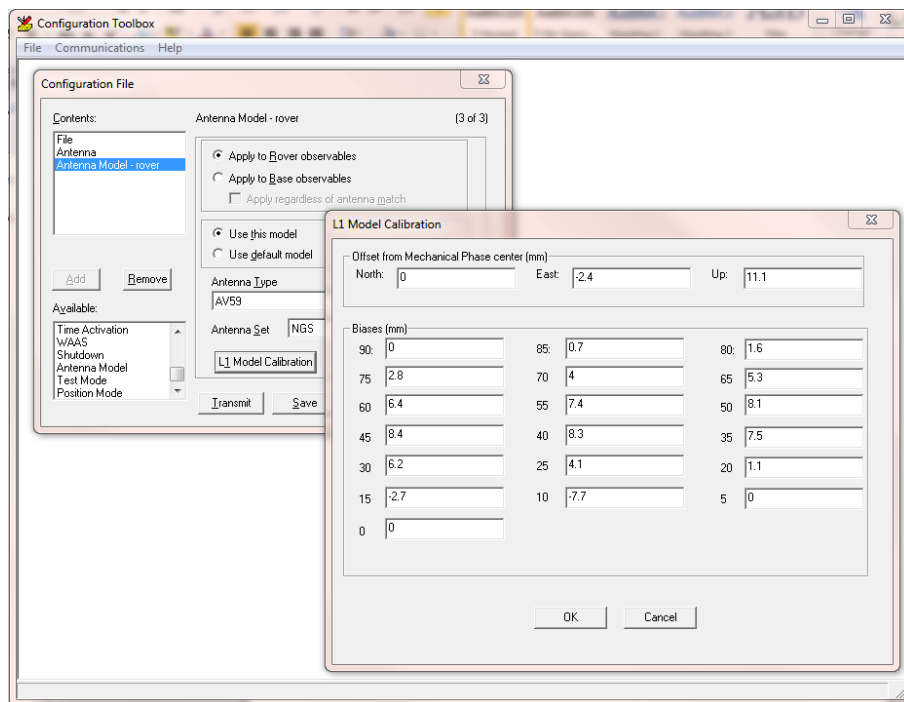 Configuration Toolbox
File Communications Help
Configuration File
Contents:
File
Antenna
Antenna Model - rover
Add
Remove
Available:
Time Activation
WAAS
Shutdown
Antenna Model
Test Mode
Position Mode
Antenna Model - rover (3 of 3)
Apply to Rover observables
Apply to Base observables
Apply regardless of antenna match
Use this model
Use default model
Antenna Type
AV59
Antenna Set NGS
L1 Model Calibration
Transmit Save
L1 Model Calibration
Offset from Mechanical Phase center (mm)
North: 0 East: -2.4 Up: 11.1
Biases (mm)
90: 0 85: 0.7 80: 1.6
75 2.8 70 4 65 5.3
60 6.4 55 7.4 50 8.1
45 8.4 40 8.3 35 7.5
30 6.2 25 4.1 20 1.1
15 -2.7 10 -7.7 5 0
0 0
OK Cancel